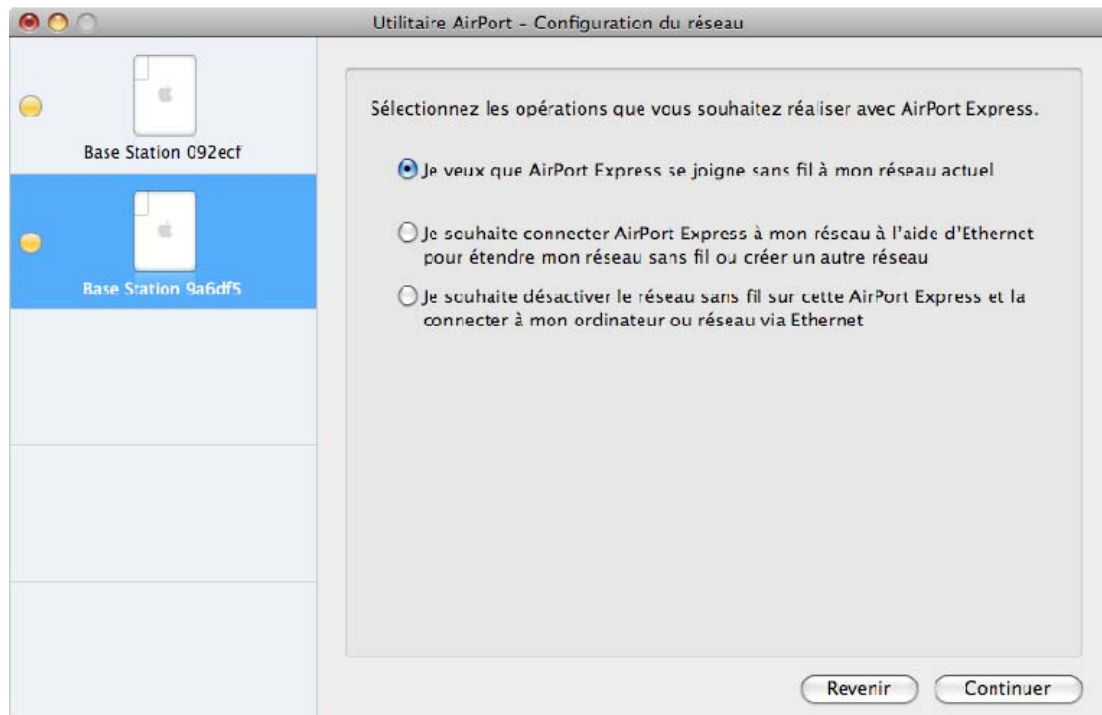 Utilitaire AirPort – Configuration du réseau
Base Station 092ecf
Base Station 9a6df5
Sélectionnez les opérations que vous souhaitez réaliser avec AirPort Express.
Je veux que AirPort Express se joigne sans fil à mon réseau actuel
Je souhaite connecter AirPort Express à mon réseau à l'aide d'Ethernet
pour étendre mon réseau sans fil ou créer un autre réseau
Je souhaite désactiver le réseau sans fil sur cette AirPort Express et la
connecter à mon ordinateur ou réseau via Ethernet
Revenir
Continuer